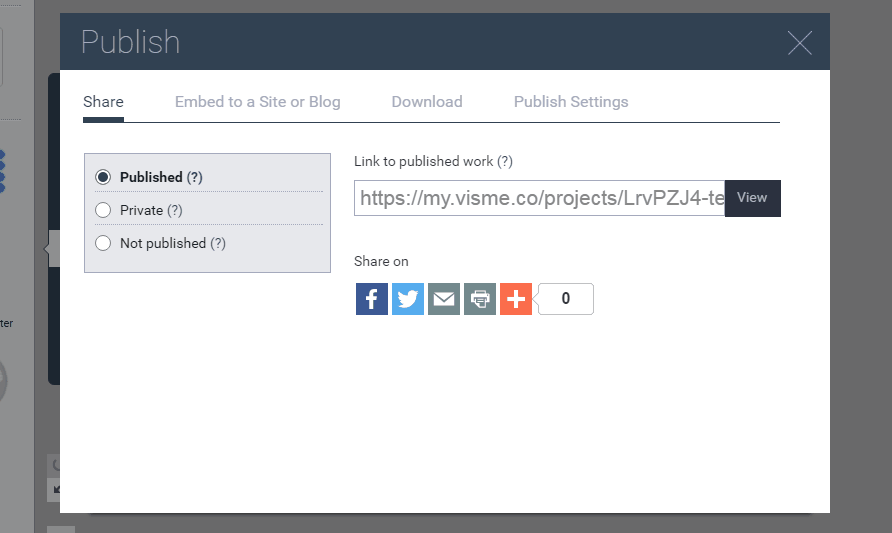 Publish
Share Embed to a Site or Blog Download Publish Settings
Published (?)
Private (?)
Not published (?)
Link to published work (?)
https://my.visme.co/projects/LrvPZJ4-te
View
Share on
0
ter